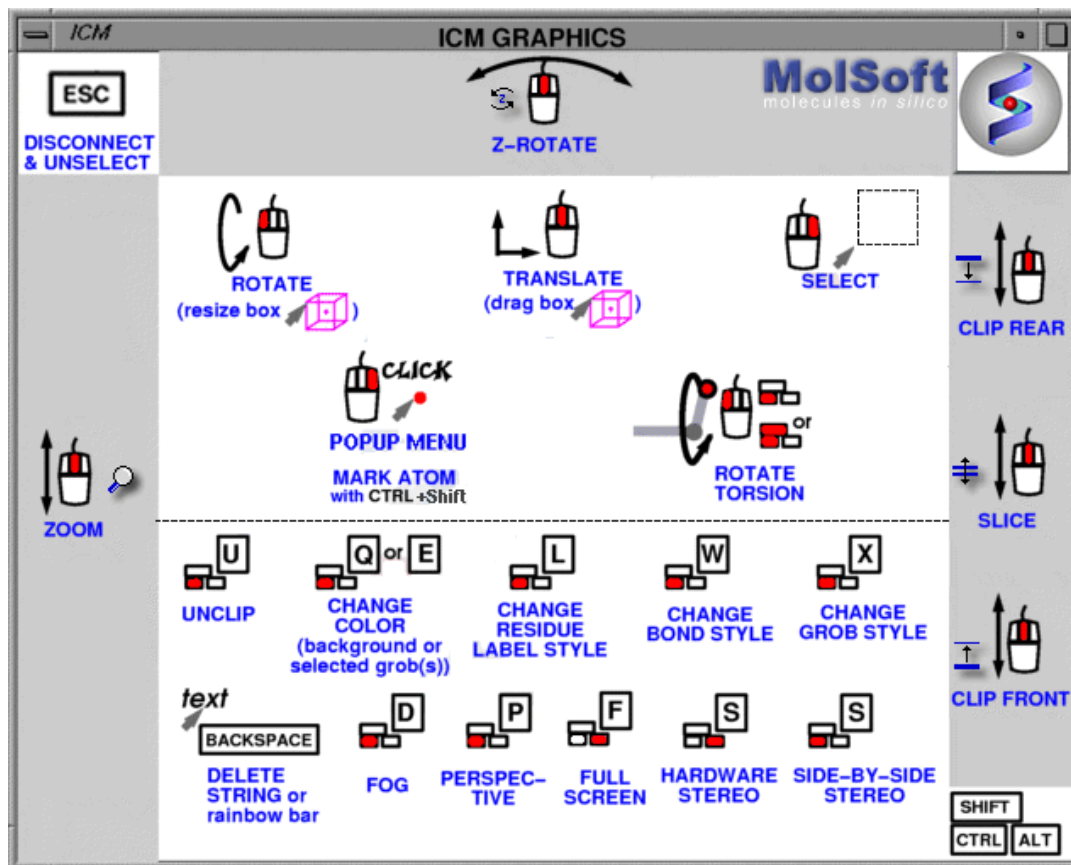 ICM
ICM GRAPHICS
ESC
DISCONNECT
& UNSELECT
Z
Z-ROTATE
MolSoft
molecules in silico
ROTATE
(resize box )
TRANSLATE
(drag box )
SELECT
CLIP REAR
CLICK
POPUP MENU
MARK ATOM
with CTRL +Shift
or
ROTATE
TORSION
ZOOM
SLICE
U
UNCLIP
Q or E
CHANGE
COLOR
(background or
selected grob(s))
L
CHANGE
RESIDUE
LABEL STYLE
W
CHANGE
BOND STYLE
X
CHANGE
GROB STYLE
CLIP FRONT
text
BACKSPACE
DELETE
STRING or
rainbow bar
D
FOG
P
PERSPEC-
TIVE
F
FULL
SCREEN
S
HARDWARE
STEREO
S
SIDE-BY-SIDE
STEREO
SHIFT
CTRL ALT